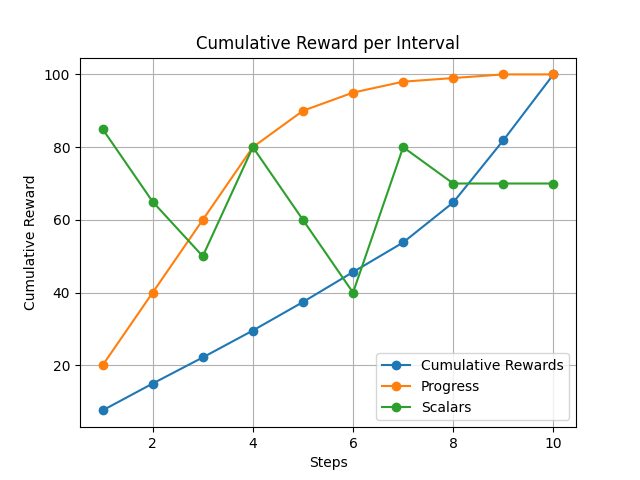 Cumulative Reward per Interval
Cumulative Reward
100
80
60
40
20
2 4 6 8 10
Steps
Cumulative Rewards
Progress
Scalars